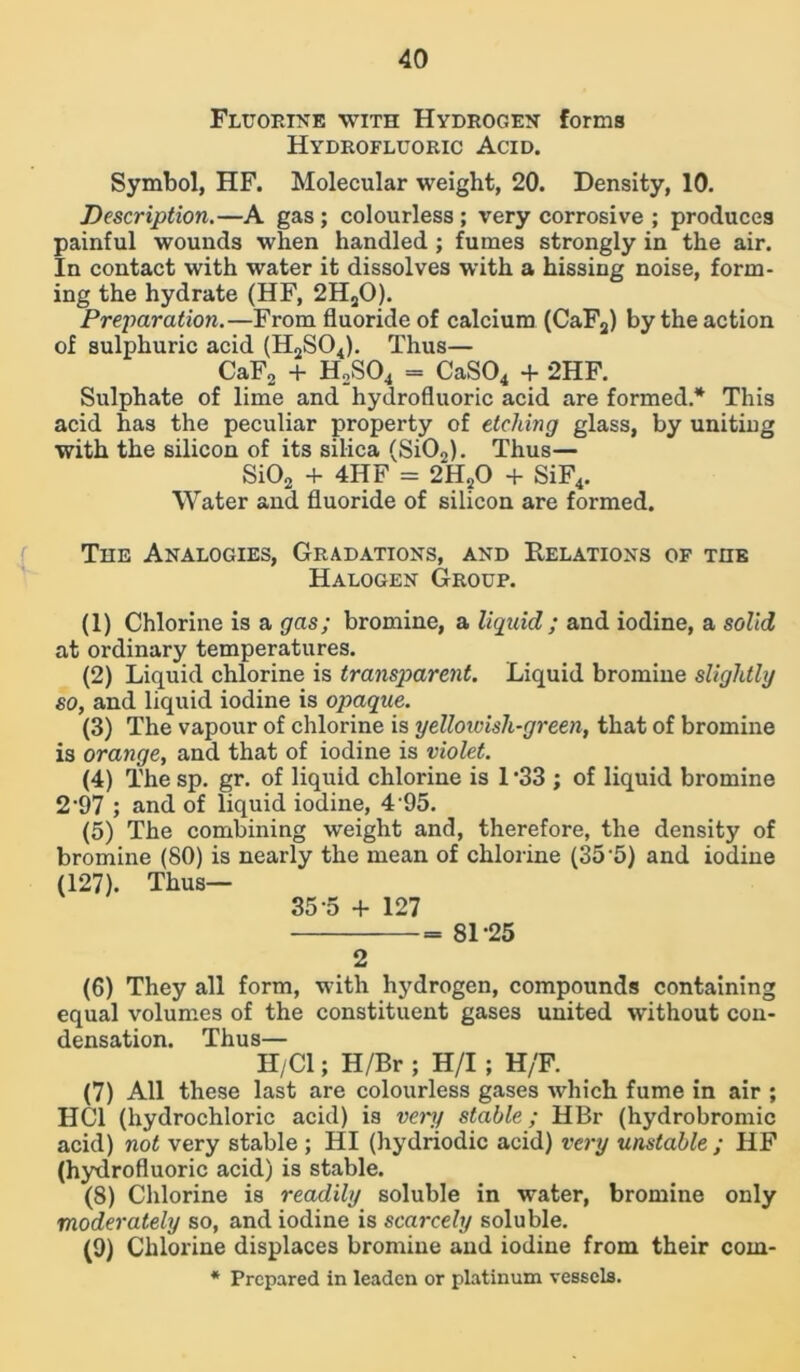 40
FLUORINE WITH HYDROGEN forms
HYDROFLUORIC ACID.
Symbol, HF. Molecular weight, 20. Density, 10.
Description.—A gas ; colourless ; very corrosive ; produces
painful wounds when handled ; fumes strongly in the air.
In contact with water it dissolves with a hissing noise, form-
ing the hydrate (HF, 2H₂O).
Preparation.—From fluoride of calcium (CaF₂) by the action
of sulphuric acid (H₂SO₄). Thus—
CaF₂ + H₂SO₄ = CaSO₄ + 2HF.
Sulphate of lime and hydrofluoric acid are formed.* This
acid has the peculiar property of etching glass, by uniting
with the silicon of its silica (SiO₂). Thus—
SiO₂ + 4HF = 2H₂O + SiF₄.
Water and fluoride of silicon are formed.
THE ANALOGIES, GRADATIONS, AND RELATIONS OF THE
HALOGEN GROUP.
(1) Chlorine is a gas; bromine, a liquid ; and iodine, a solid
at ordinary temperatures.
(2) Liquid chlorine is transparent. Liquid bromine slightly
so, and liquid iodine is opaque.
(3) The vapour of chlorine is yellowish-green, that of bromine
is orange, and that of iodine is violet.
(4) The sp. gr. of liquid chlorine is 1·33 ; of liquid bromine
2·97 ; and of liquid iodine, 4·95.
(5) The combining weight and, therefore, the density of
bromine (80) is nearly the mean of chlorine (35·5) and iodine
(127). Thus—
35·5 + 127
= 81·25
2
(6) They all form, with hydrogen, compounds containing
equal volumes of the constituent gases united without con-
densation. Thus—
H/Cl ; H/Br ; H/I ; H/F.
(7) All these last are colourless gases which fume in air ;
HCl (hydrochloric acid) is very stable ; HBr (hydrobromic
acid) not very stable ; HI (hydriodic acid) very unstable ; HF
(hydrofluoric acid) is stable.
(8) Chlorine is readily soluble in water, bromine only
moderately so, and iodine is scarcely soluble.
(9) Chlorine displaces bromine and iodine from their com-
* Prepared in leaden or platinum vessels.